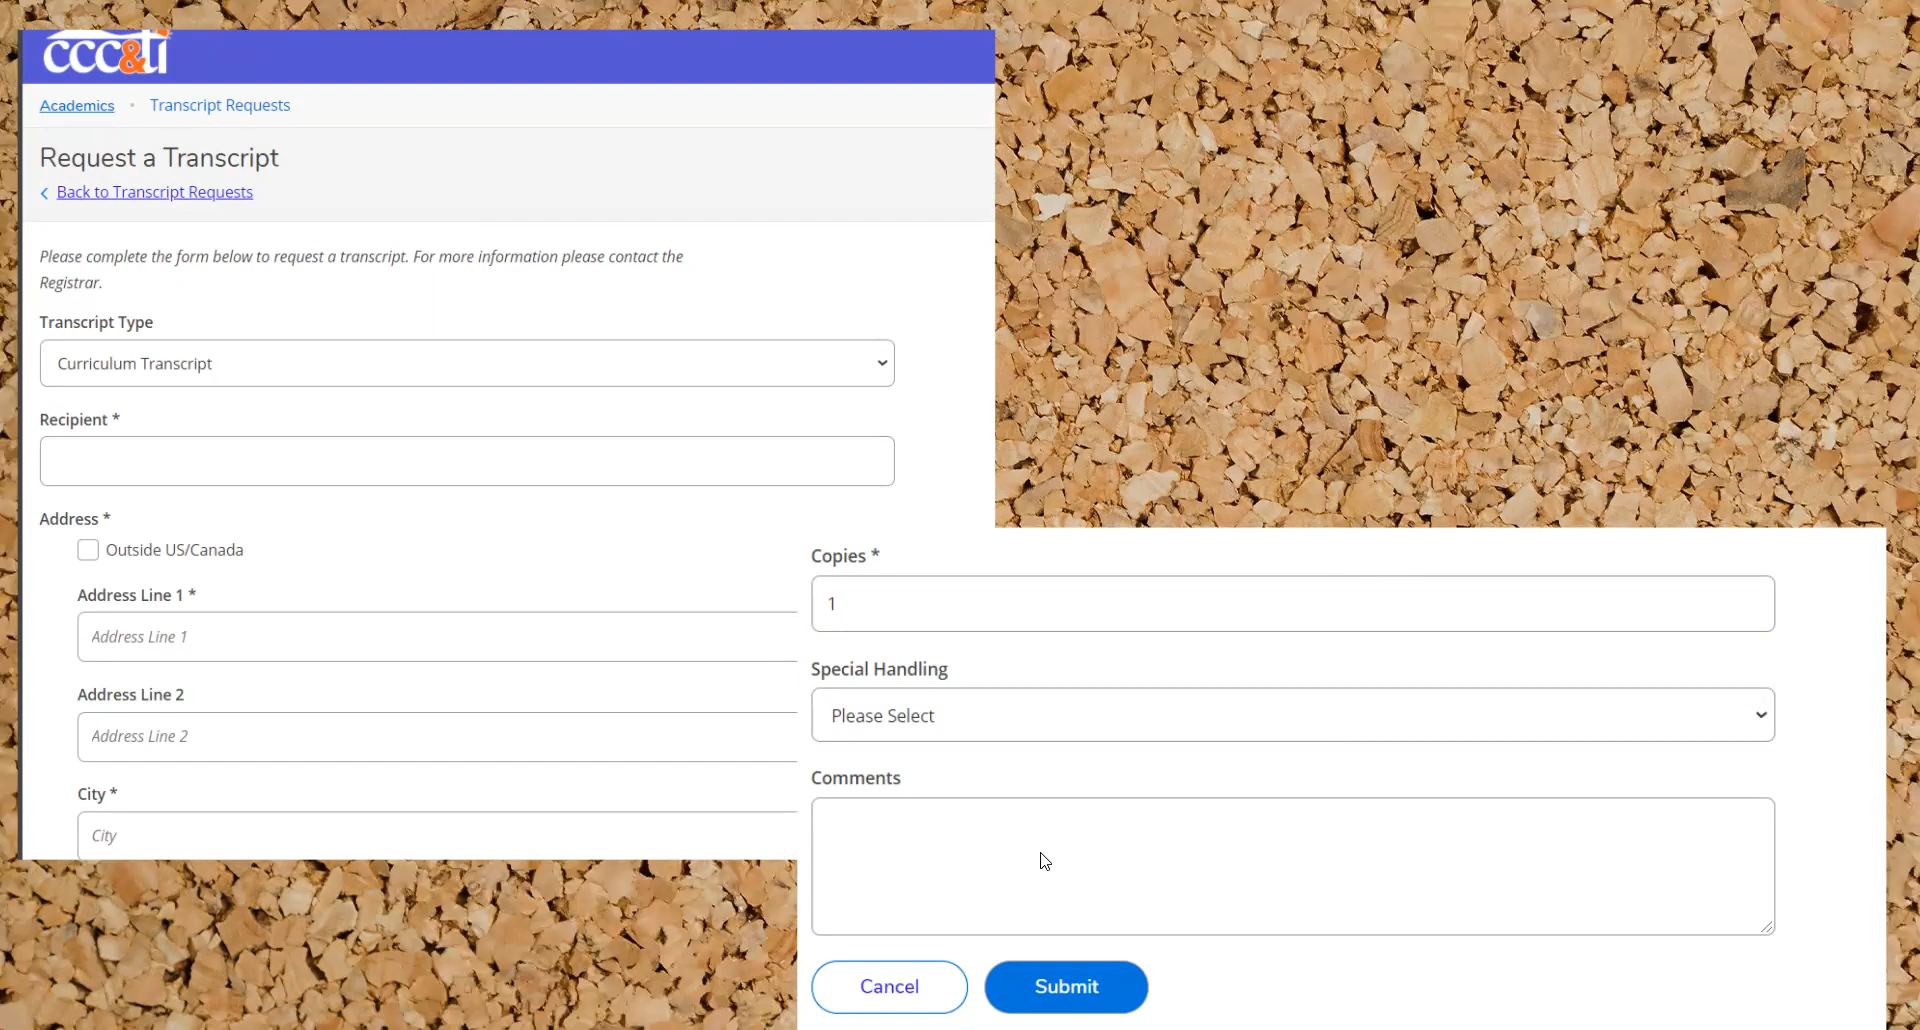 ccc&ti
Academics • Transcript Requests
Request a Transcript
Back to Transcript Requests
Please complete the form below to request a transcript. For more information please contact the
Registrar.
Transcript Type
Curriculum Transcript
Recipient *
Address *
Outside US/Canada
Address Line 1 *
Address Line 1
Address Line 2
Address Line 2
City *
City
Copies *
1
Special Handling
Please Select
Comments
Cancel
Submit